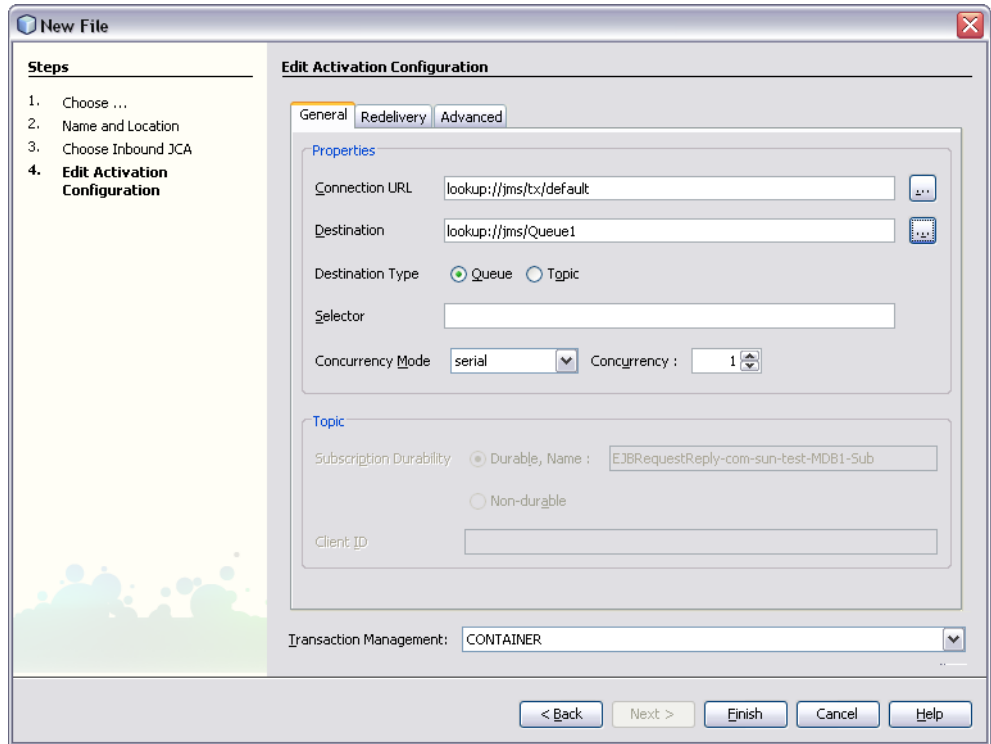 New File
Steps
1. Choose ...
2. Name and Location
3. Choose Inbound JCA
4. Edit Activation
Configuration
Edit Activation Configuration
General Redelivery Advanced
Properties
Connection URL lookup://jms/tx/default ...
Destination lookup://jms/Queue1 ...
Destination Type Queue Topic
Selector
Concurrency Mode serial Concurrency : 1
Topic
Subscription Durability Durable, Name : EJBRequestReply-com-sun-test-MDB1-Sub
Non-durable
Client ID
Transaction Management: CONTAINER
< Back Next > Finish Cancel Help